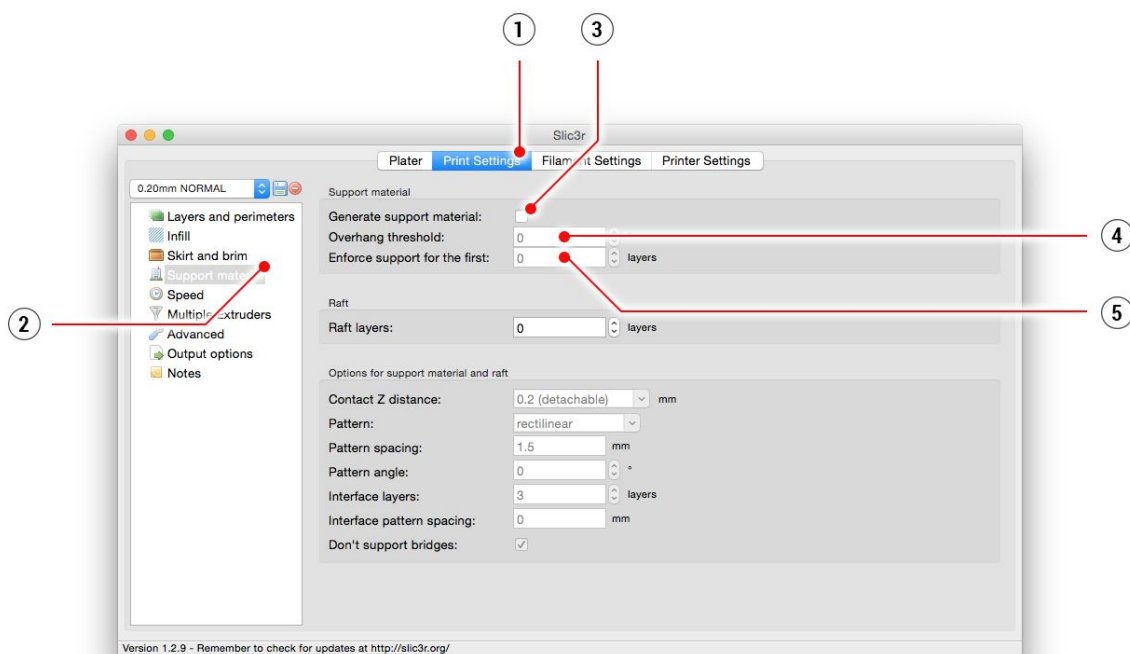 1 3
Slic3r
Plater Print Settings Filament Settings Printer Settings
0.20mm NORMAL
Layers and perimeters
Infill
Skirt and brim
Support material
Speed
Multiple Extruders
Advanced
Output options
Notes
2
Support material
Generate support material:
Overhang threshold: 0
Enforce support for the first: 0 layers
4
5
Raft
Raft layers: 0 layers
Options for support material and raft
Contact Z distance: 0.2 (detachable) mm
Pattern: rectilinear
Pattern spacing: 1.5 mm
Pattern angle: 0 °
Interface layers: 3 layers
Interface pattern spacing: 0 mm
Don't support bridges:
Version 1.2.9 - Remember to check for updates at http://slic3r.org/